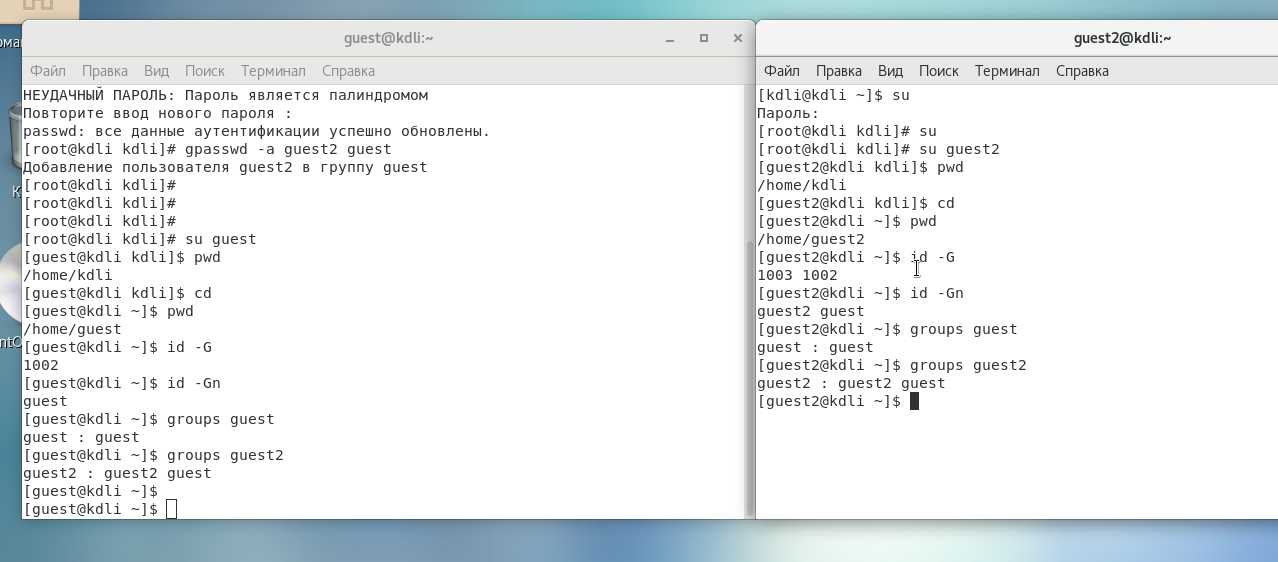 guest@kdli:~
Файл Правка Вид Поиск Терминал Справка
НЕУДАЧНЫЙ ПАРОЛЬ: Пароль является палиндромом
Повторите ввод нового пароля :
passwd: все данные аутентификации успешно обновлены.
[root@kdli kdli]# gpasswd -a guest2 guest
Добавление пользователя guest2 в группу guest
[root@kdli kdli]#
[root@kdli kdli]#
[root@kdli kdli]#
[root@kdli kdli]# su guest
[guest@kdli kdli]$ pwd
/home/kdli
[guest@kdli kdli]$ cd
[guest@kdli ~]$ pwd
/home/guest
[guest@kdli ~]$ id -G
1002
[guest@kdli ~]$ id -Gn
guest
[guest@kdli ~]$ groups guest
guest : guest
[guest@kdli ~]$ groups guest2
guest2 : guest2 guest
[guest@kdli ~]$
[guest@kdli ~]$
guest2@kdli:~
Файл Правка Вид Поиск Терминал Справка
[kdli@kdli ~]$ su
Пароль:
[root@kdli kdli]# su
[root@kdli kdli]# su guest2
[guest2@kdli kdli]$ pwd
/home/kdli
[guest2@kdli kdli]$ cd
[guest2@kdli ~]$ pwd
/home/guest2
[guest2@kdli ~]$ id -G
1003 1002
[guest2@kdli ~]$ id -Gn
guest2 guest
[guest2@kdli ~]$ groups guest
guest : guest
[guest2@kdli ~]$ groups guest2
guest2 : guest2 guest
[guest2@kdli ~]$